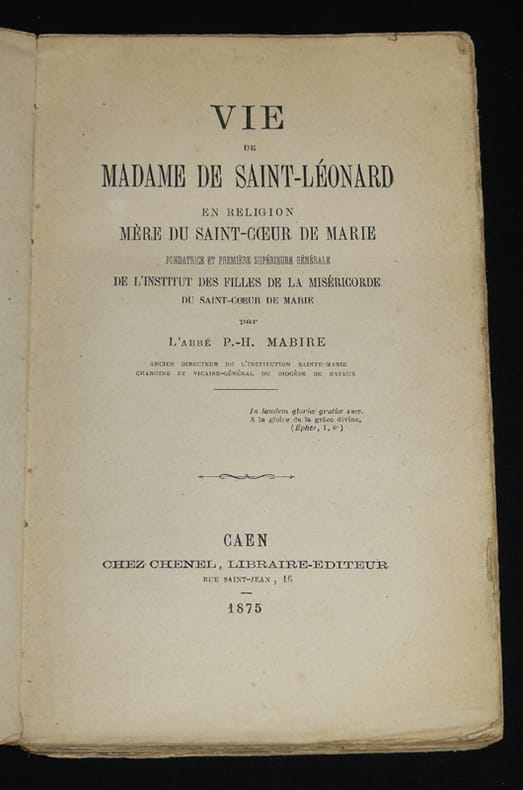 VIE
DE
MADAME DE SAINT-LÉONARD
EN RELIGION
MÈRE DU SAINT-CŒUR DE MARIE
FONDATRICE ET PREMIÈRE SUPÉRIEURE GÉNÉRALE
DE L'INSTITUT DES FILLES DE LA MISÉRICORDE
DU SAINT-CŒUR DE MARIE
par
L'ABBÉ P.-H. MABIRE
ANCIEN DIRECTEUR DE L'INSTITUTION SAINTE-MARIE
CHANOINE ET VICAIRE-GÉNÉRAL DU DIOCÈSE DE BAYEUX
In laudem gloriæ gratiæ suæ.
A la gloire de la grâce divine.
(Ephes, 1, 6)
CAEN
CHEZ CHENEL, LIBRAIRE-EDITEUR
RUE SAINT-JEAN, 16
1875